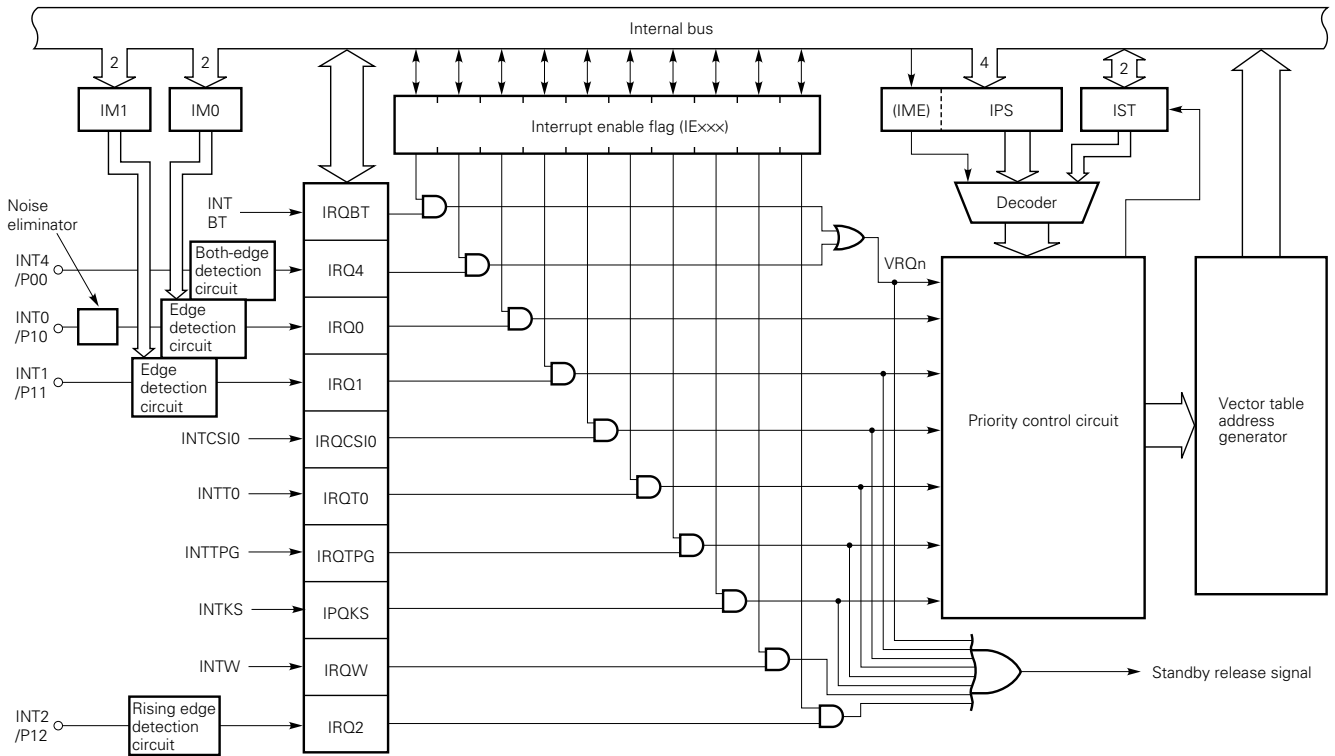 Internal bus
2
2
4
2
IM1
IM0
Interrupt enable flag (IE×××)
(IME)
IPS
IST
Decoder
Noise
eliminator
INT
BT
IRQBT
INT4
/P00
Both-edge
detection
circuit
IRQ4
VRQn
INT0
/P10
Edge
detection
circuit
IRQ0
INT1
/P11
Edge
detection
circuit
IRQ1
INTCSI0
IRQCSI0
Priority control circuit
Vector table
address
generator
INTT0
IRQT0
INTTPG
IRQTPG
INTKS
IPQKS
INTW
IRQW
Standby release signal
INT2
/P12
Rising edge
detection
circuit
IRQ2